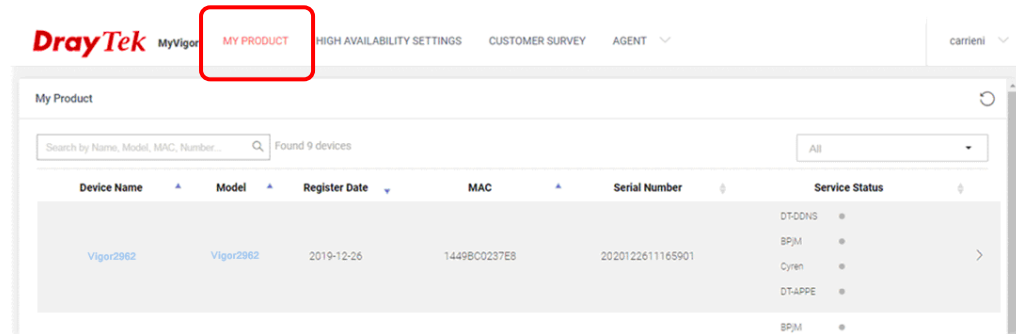 DrayTek MyVigor MY PRODUCT HIGH AVAILABILITY SETTINGS CUSTOMER SURVEY AGENT carrieni
My Product
Search by Name, Model, MAC, Number... Found 9 devices All
Device Name Model Register Date MAC Serial Number Service Status
DT-DDNS
BPjM
Vigor2962 Vigor2962 2019-12-26 1449BC0237E8 2020122611165901
Cyren
DT-APPE
BPjM